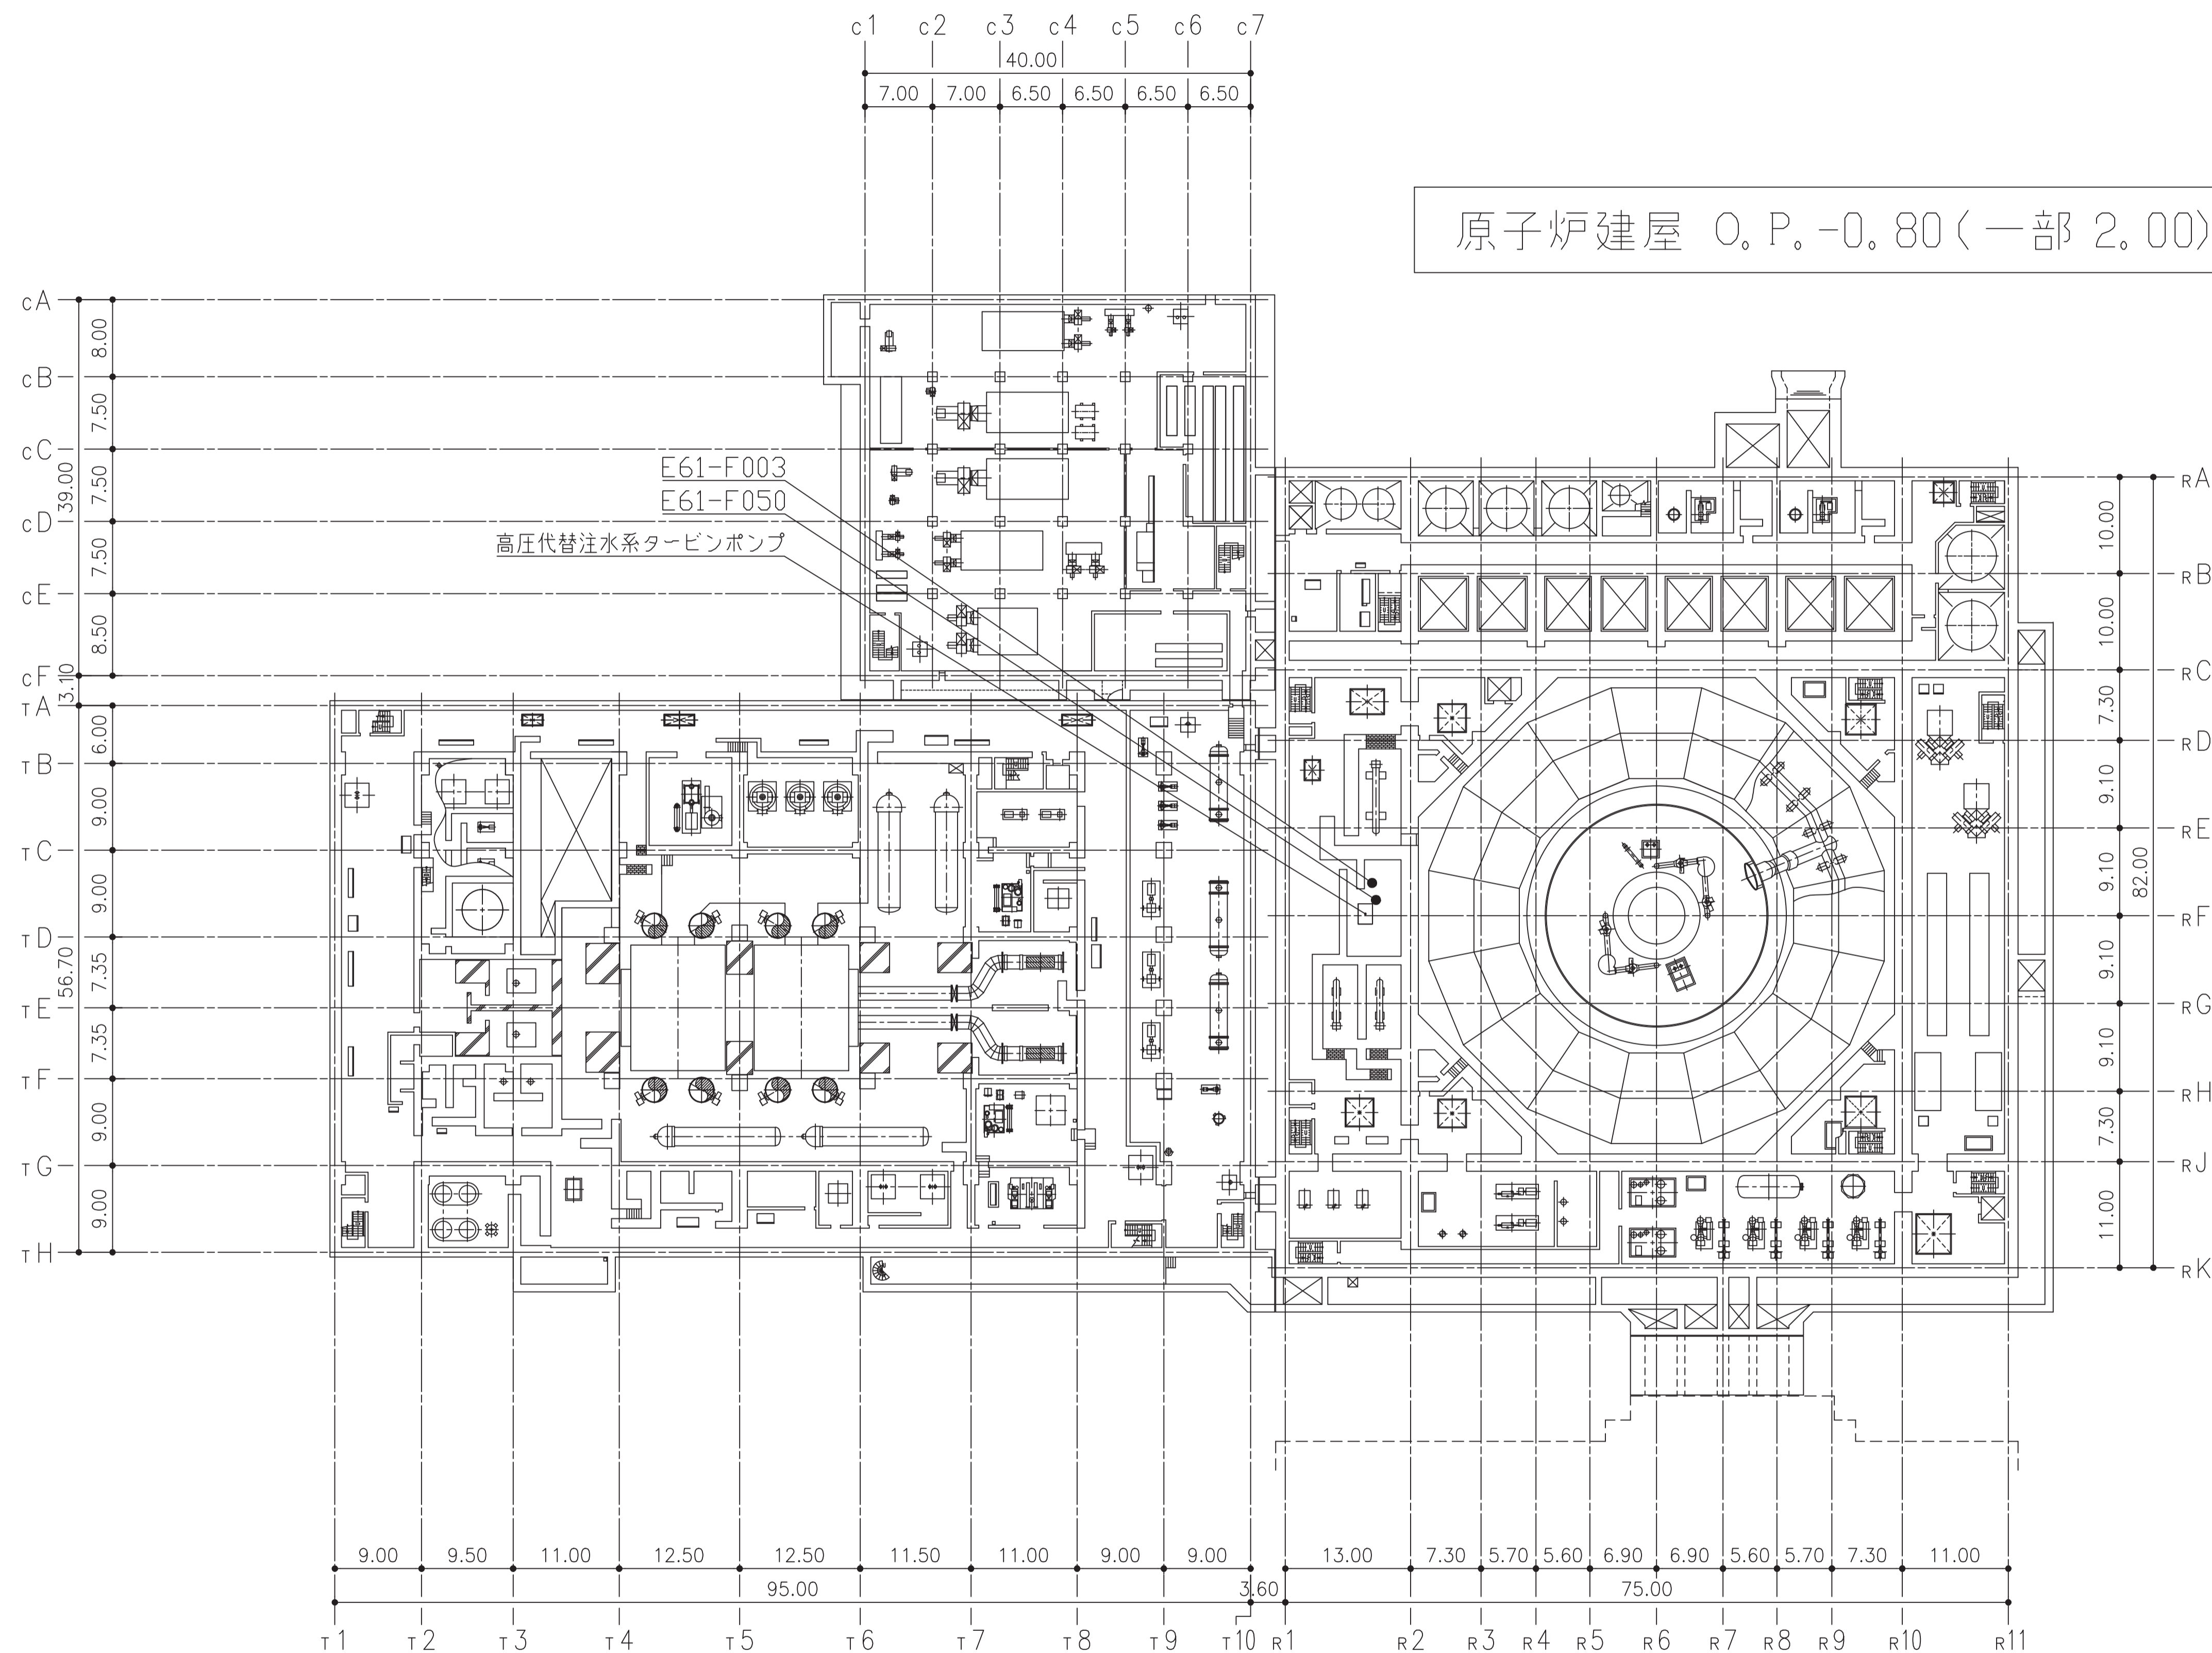 c1 c2 c3 c4 c5 c6 c7
40.00
7.00 7.00 6.50 6.50 6.50 6.50
原子炉建屋 O.P.-0.80(一部 2.00)
cA
cB
cC
cD
cE
cF
8.00
7.50
7.50
7.50
8.50
39.00
3.10
TA
TB
TC
TD
TE
TF
TG
TH
6.00
9.00
9.00
7.35
7.35
9.00
9.00
56.70
E61-F003
E61-F050
高圧代替注水系タービンポンプ
RA
RB
RC
RD
RE
RF
RG
RH
RJ
RK
10.00
10.00
7.30
9.10
9.10
9.10
9.10
7.30
11.00
82.00
9.00 9.50 11.00 12.50 12.50 11.50 11.00 9.00 9.00 13.00 7.30 5.70 5.60 6.90 6.90 5.60 5.70 7.30 11.00
95.00 3.60 75.00
T1 T2 T3 T4 T5 T6 T7 T8 T9 T10 R1 R2 R3 R4 R5 R6 R7 R8 R9 R10 R11